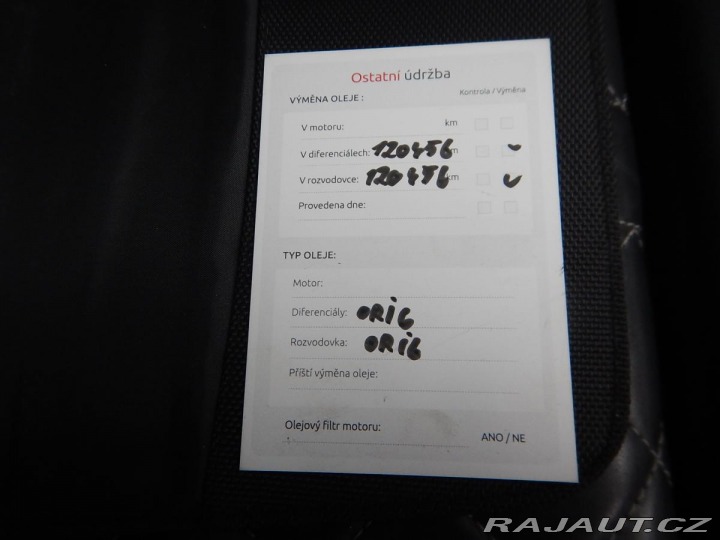 Ostatní údržba
Kontrola / Výměna
VÝMĚNA OLEJE :
V motoru: km
V diferenciálech: 120456 km
V rozvodovce: 120456 km
Provedena dne:
TYP OLEJE:
Motor:
Diferenciály: ORIG
Rozvodovka: ORIG
Příští výměna oleje:
Olejový filtr motoru:
ANO / NE
RAJAUT.CZ